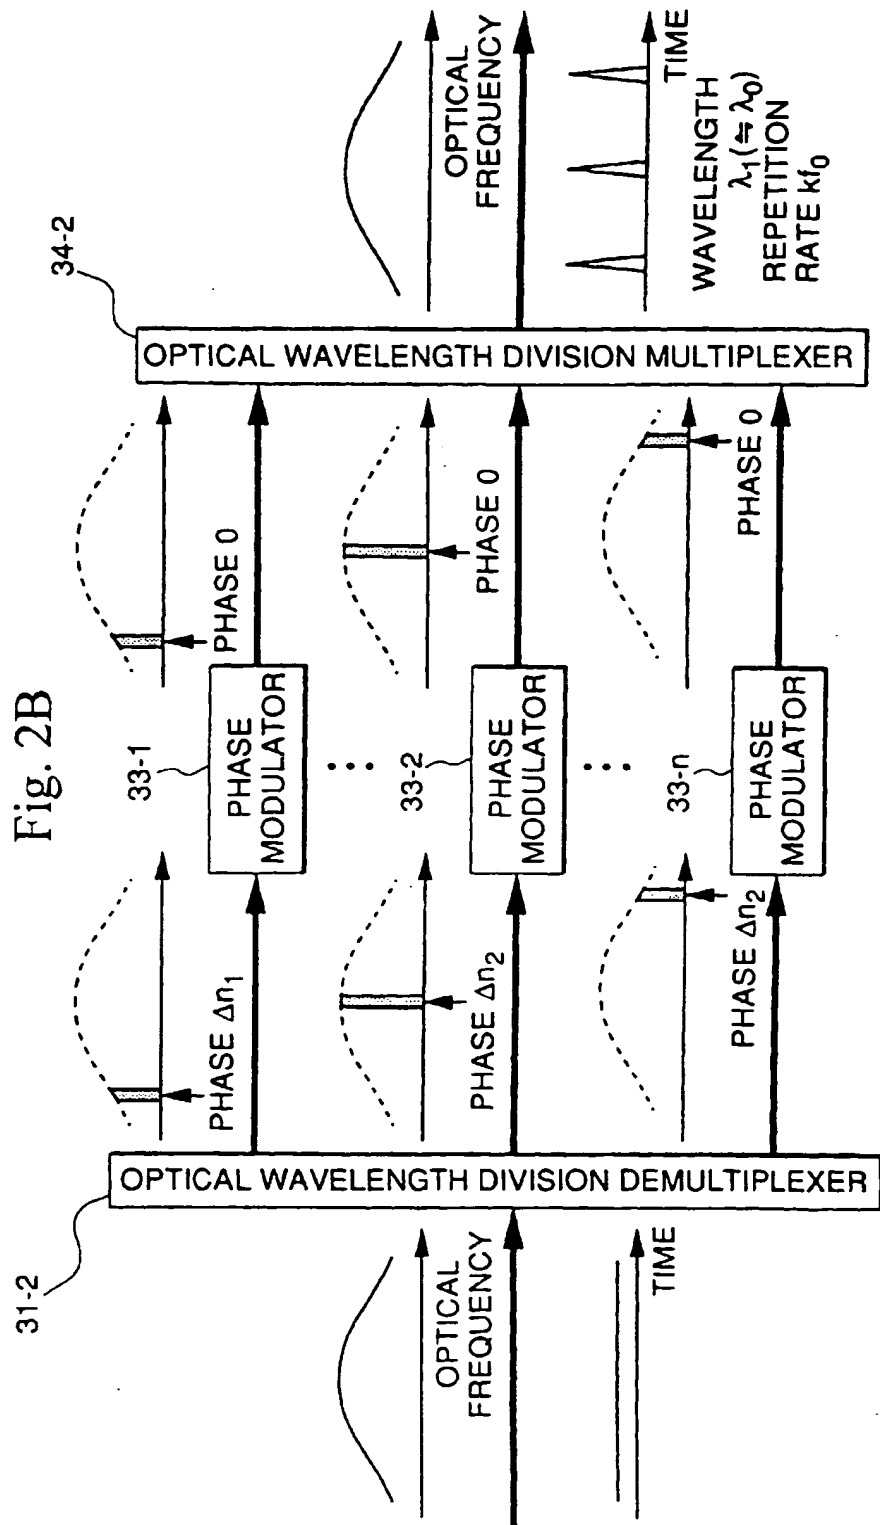 Fig. 2B
31-2
OPTICAL
FREQUENCY
TIME
OPTICAL WAVELENGTH DIVISION DEMULTIPLEXER
PHASE Δn₁
PHASE Δn₂
PHASE Δn₂
33-1
PHASE
MODULATOR
33-2
PHASE
MODULATOR
33-n
PHASE
MODULATOR
PHASE 0
PHASE 0
PHASE 0
34-2
OPTICAL WAVELENGTH DIVISION MULTIPLEXER
OPTICAL
FREQUENCY
TIME
WAVELENGTH
λ₁(≒ λ₀)
REPETITION
RATE kf₀